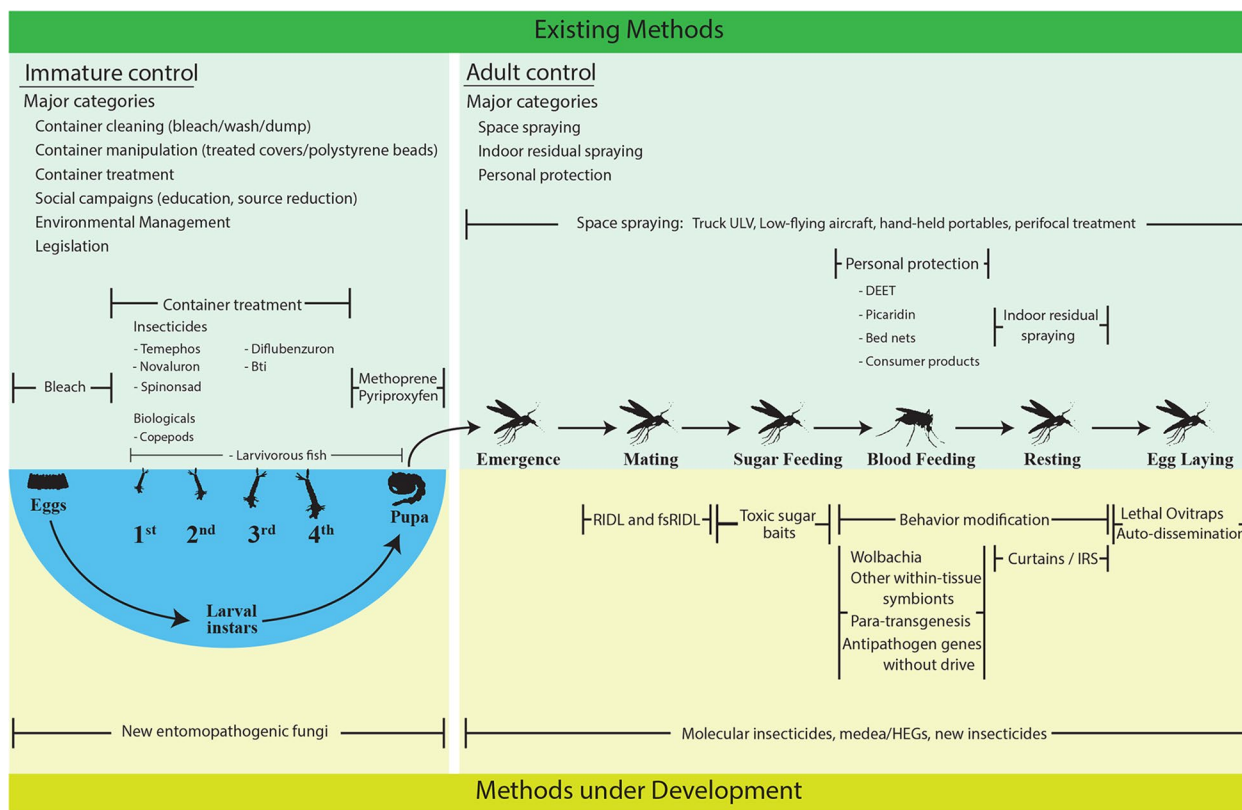 Existing Methods
Immature control
Major categories
Container cleaning (bleach/wash/dump)
Container manipulation (treated covers/polystyrene beads)
Container treatment
Social campaigns (education, source reduction)
Environmental Management
Legislation
Container treatment
Insecticides
- Temephos
- Novaluron
- Spinonsad
- Diflubenzuron
- Bti
Biologicals
- Copepods
- Larvivorous fish
Bleach
Methoprene
Pyriproxyfen
Eggs
1st
2nd
3rd
4th
Pupa
Larval
instars
New entomopathogenic fungi
Adult control
Major categories
Space spraying
Indoor residual spraying
Personal protection
Space spraying: Truck ULV, Low-flying aircraft, hand-held portables, perifocal treatment
Personal protection
- DEET
- Picaridin
- Bed nets
- Consumer products
Indoor residual
spraying
Emergence
Mating
Sugar Feeding
Blood Feeding
Resting
Egg Laying
RIDL and fsRIDL
Toxic sugar
baits
Behavior modification
Wolbachia
Other within-tissue
symbionts
Para-transgenesis
Antipathogen genes
without drive
Curtains / IRS
Lethal Ovitraps
Auto-dissemination
Molecular insecticides, medea/HEGs, new insecticides
Methods under Development